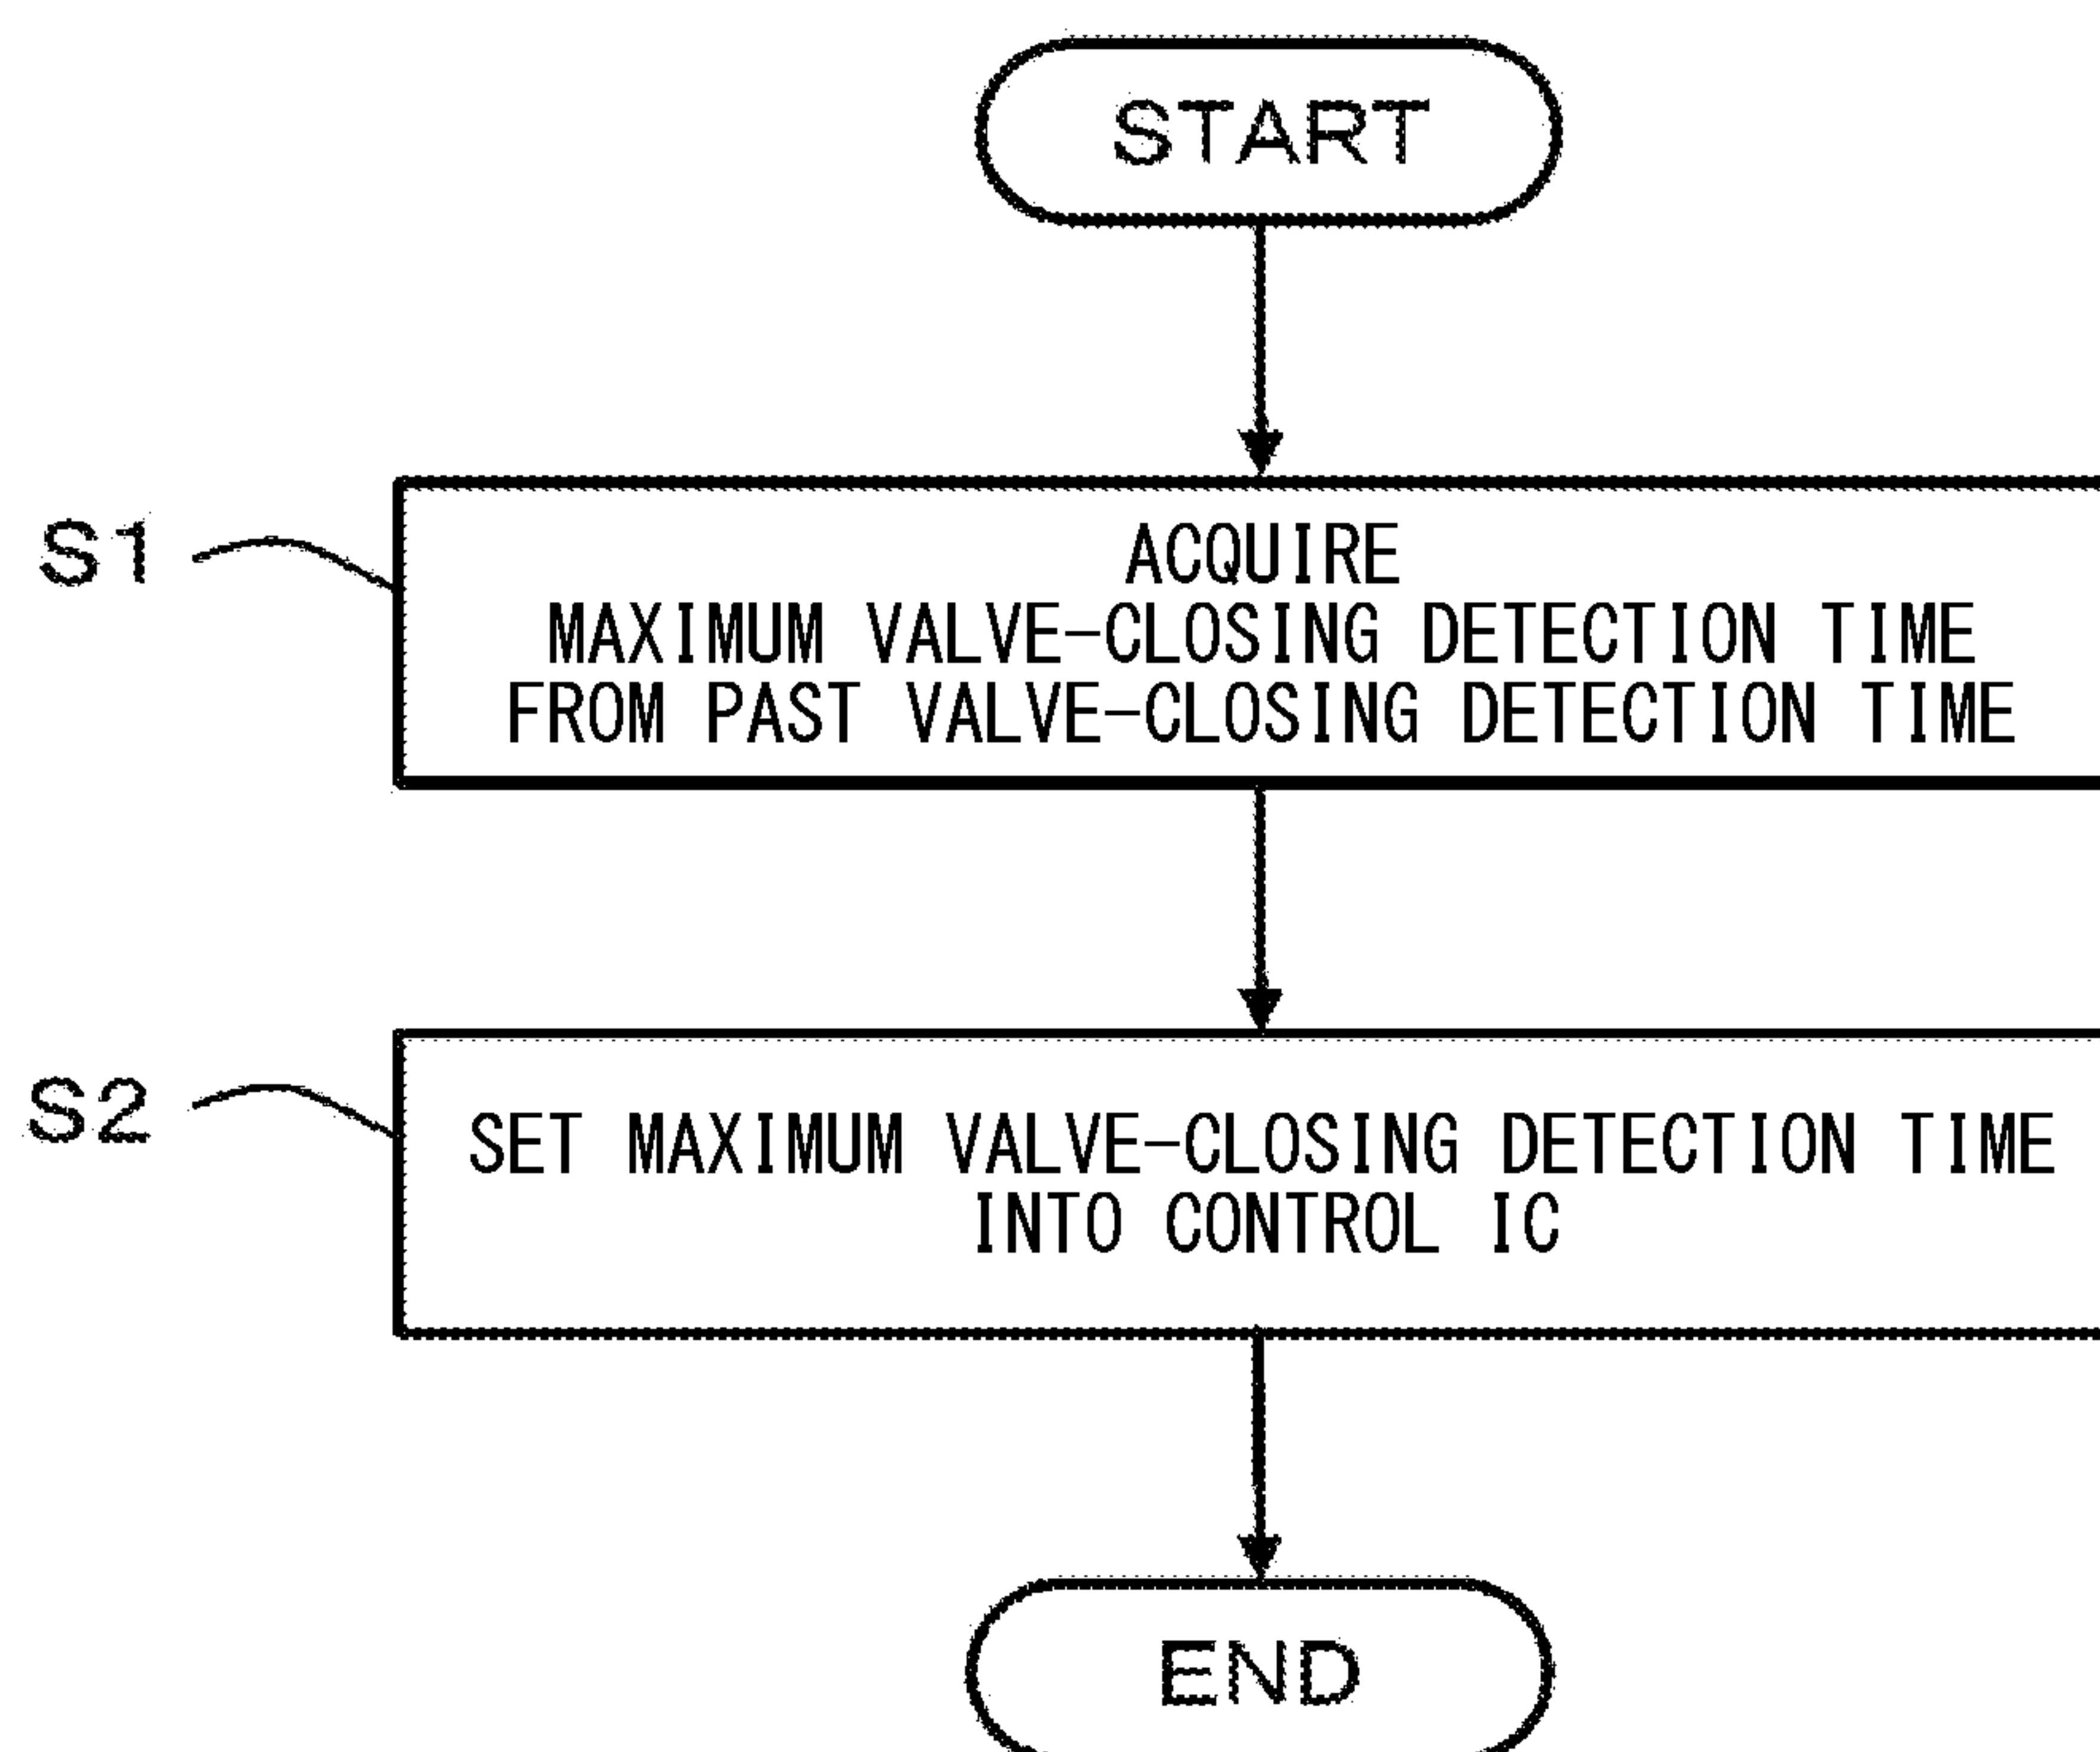 START
S1
ACQUIRE
MAXIMUM VALVE-CLOSING DETECTION TIME
FROM PAST VALVE-CLOSING DETECTION TIME
S2
SET MAXIMUM VALVE-CLOSING DETECTION TIME
INTO CONTROL IC
END